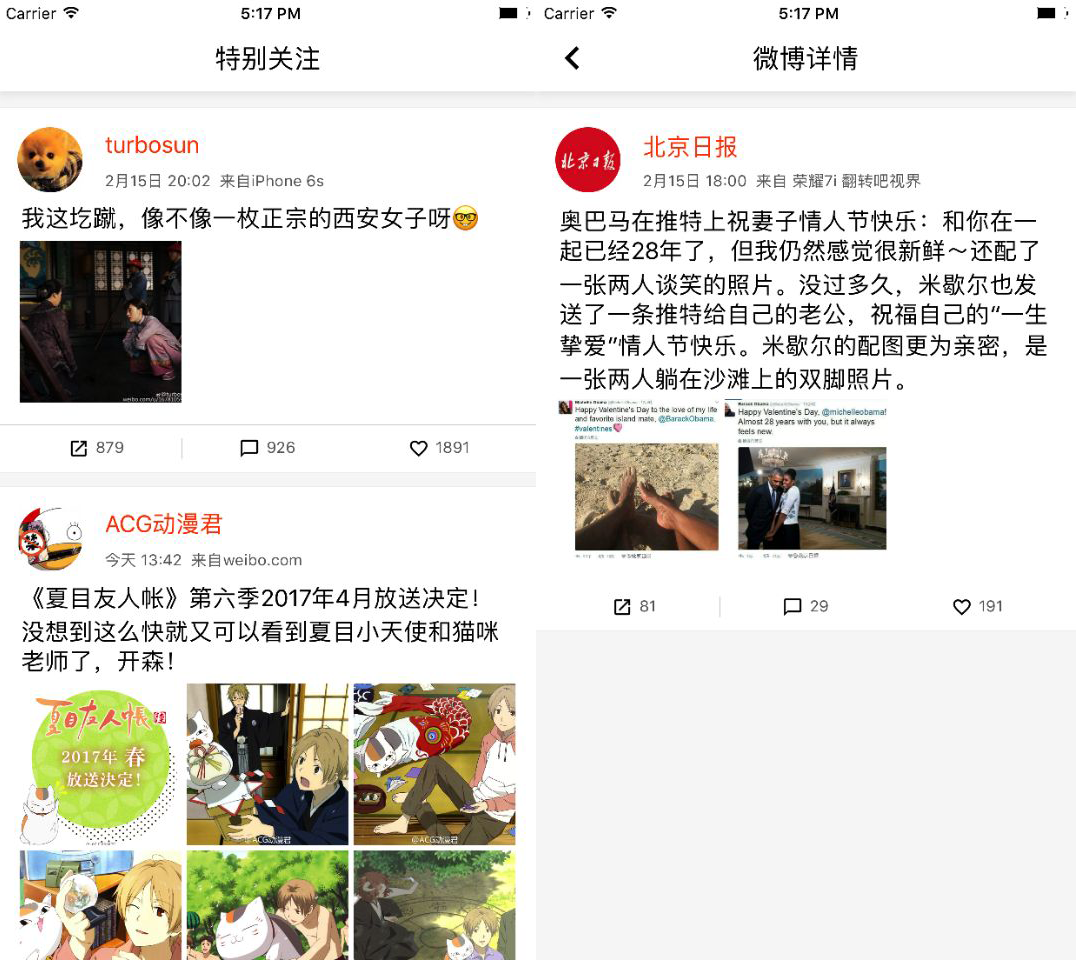 Carrier 5:17 PM
特别关注
turbosun
2月15日 20:02 来自iPhone 6s
我这圪蹴，像不像一枚正宗的西安女子呀🤓
879 926 1891
ACG动漫君
今天 13:42 来自weibo.com
《夏目友人帐》第六季2017年4月放送决定！
没想到这么快就又可以看到夏目小天使和猫咪
老师了，开森！
夏目友人帳
2017年 春
放送決定!
@ACG动漫君
@ACG动漫君
Carrier 5:17 PM
微博详情
北京日报
北京日报
2月15日 18:00 来自 荣耀7i 翻转吧视界
奥巴马在推特上祝妻子情人节快乐：和你在一
起已经28年了，但我仍然感觉很新鲜～还配了
一张两人谈笑的照片。没过多久，米歇尔也发
送了一条推特给自己的老公，祝福自己的“一生
挚爱”情人节快乐。米歇尔的配图更为亲密，是
一张两人躺在沙滩上的双脚照片。
Happy Valentine's Day to the love of my life
and favorite island mate, @BarackObama.
#valentines💗
Happy Valentine's Day, @michelleobama!
Almost 28 years with you, but it always
feels new.
81 29 191